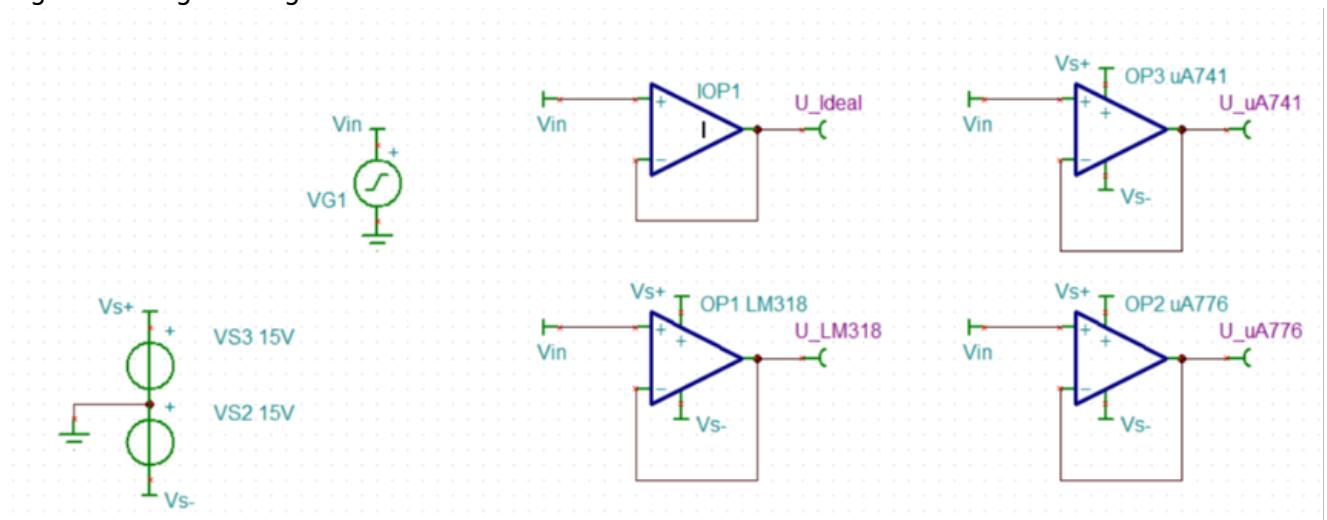 Vin
VG1
Vs+
VS3 15V
VS2 15V
Vs-
IOP1
Vin
U_Ideal
Vs+
OP3 uA741
Vin
U_uA741
Vs-
Vs+
OP1 LM318
Vin
U_LM318
Vs-
Vs+
OP2 uA776
Vin
U_uA776
Vs-